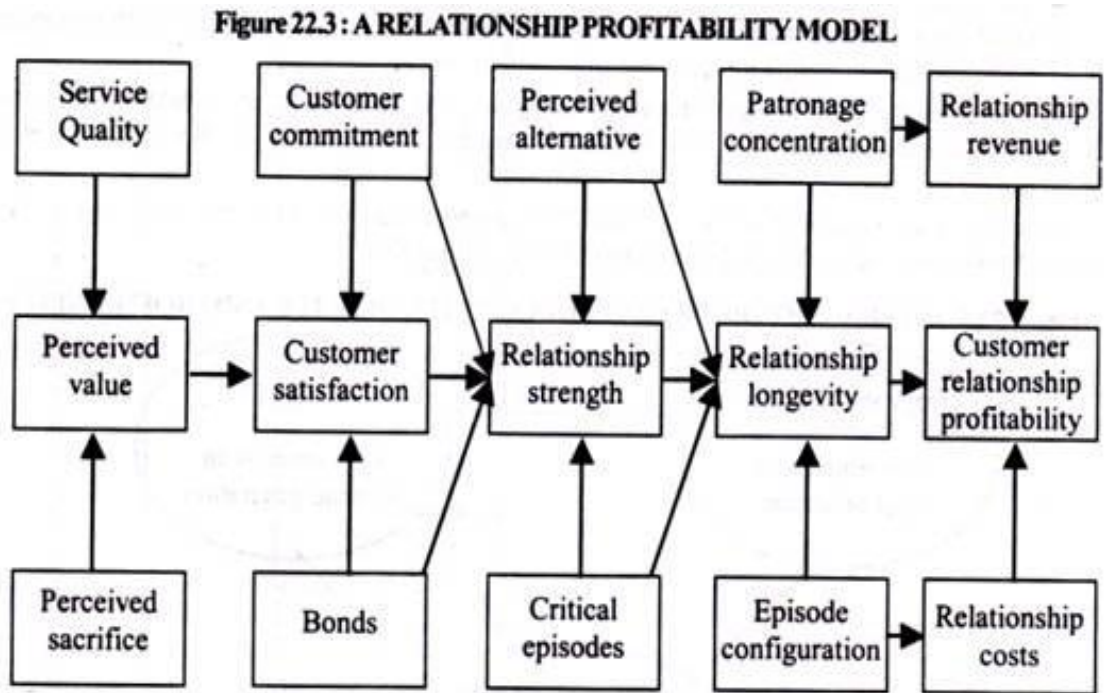 Figure 22.3 : A RELATIONSHIP PROFITABILITY MODEL
Service
Quality
Customer
commitment
Perceived
alternative
Patronage
concentration
Relationship
revenue
Perceived
value
Customer
satisfaction
Relationship
strength
Relationship
longevity
Customer
relationship
profitability
Perceived
sacrifice
Bonds
Critical
episodes
Episode
configuration
Relationship
costs